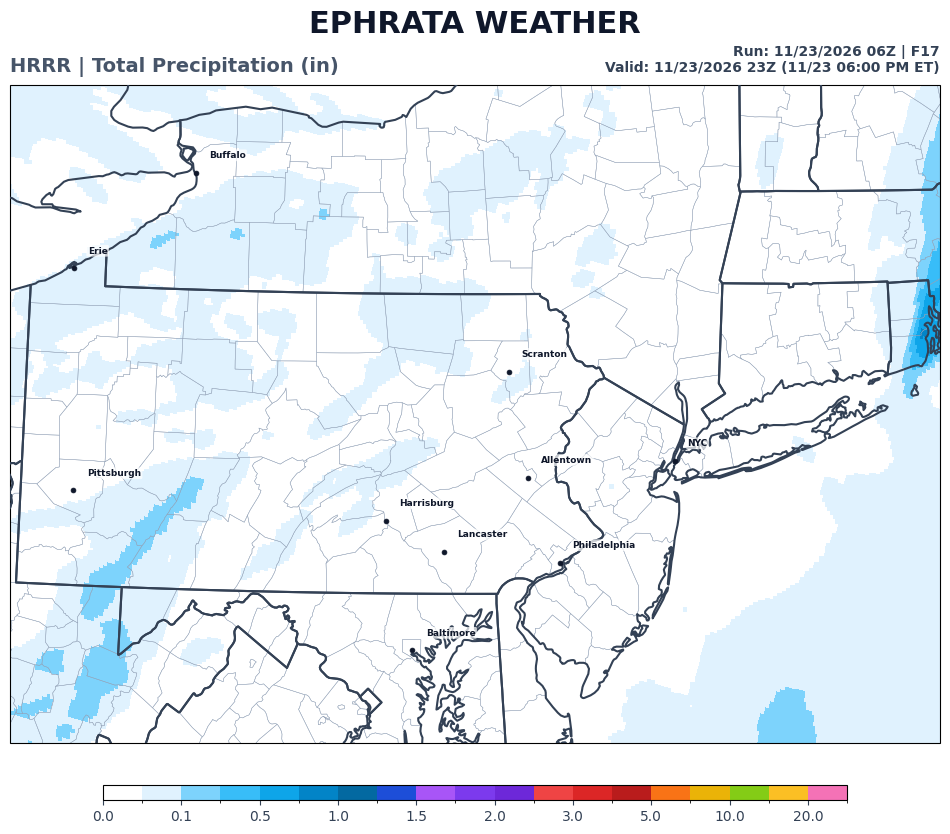 EPHRATA WEATHER
HRRR | Total Precipitation (in)
Run: 11/23/2026 06Z | F17
Valid: 11/23/2026 23Z (11/23 06:00 PM ET)
Buffalo
Erie
Scranton
NYC
Allentown
Pittsburgh
Harrisburg
Lancaster
Philadelphia
Baltimore
0.0 0.1 0.5 1.0 1.5 2.0 3.0 5.0 10.0 20.0